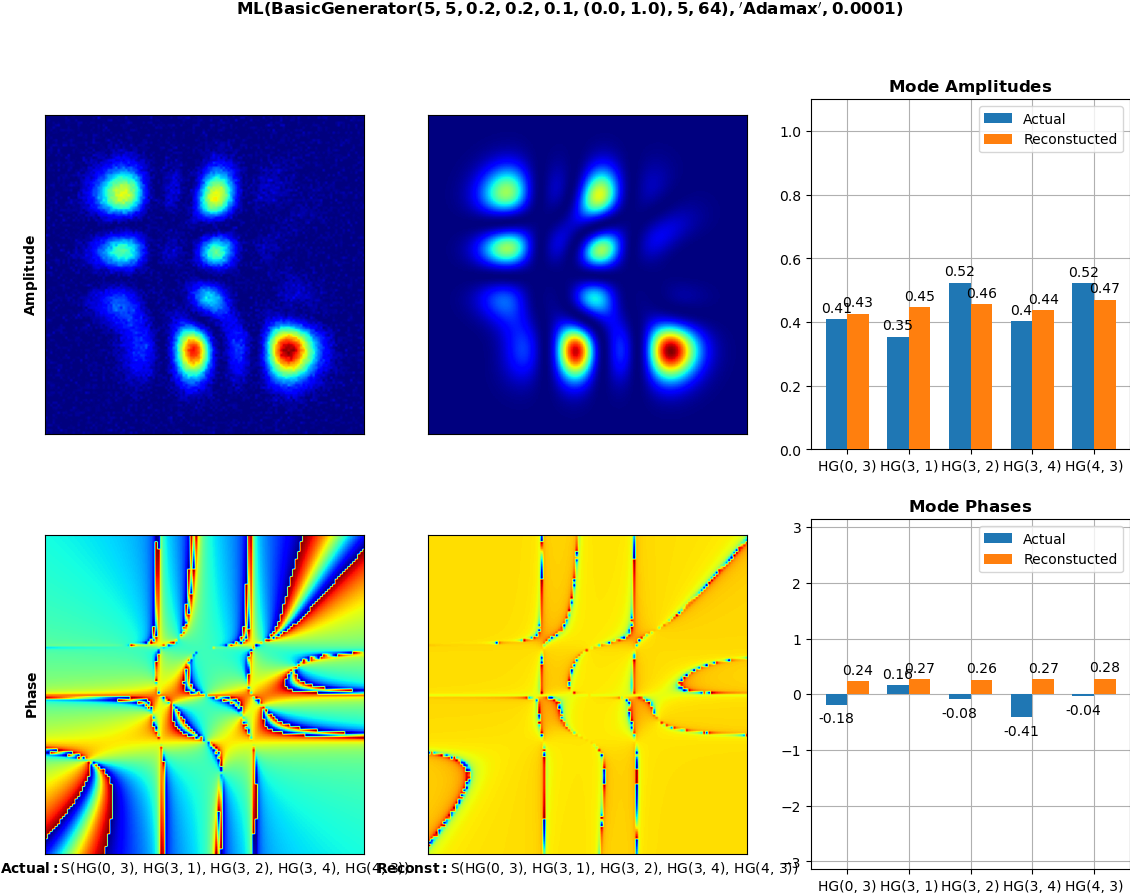 ML(BasicGenerator(5, 5, 0.2, 0.2, 0.1, (0.0, 1.0), 5, 64), ′Adamax′, 0.0001)
Mode Amplitudes
Actual
Reconstucted
1.0
0.8
0.6
0.4
0.2
0.0
0.41
0.43
0.35
0.45
0.52
0.46
0.4
0.44
0.52
0.47
HG(0, 3) HG(3, 1) HG(3, 2) HG(3, 4) HG(4, 3)
Amplitude
Mode Phases
Actual
Reconstucted
3
2
1
0
−1
−2
−3
-0.18
0.24
0.16
0.27
-0.08
0.26
-0.41
0.27
-0.04
0.28
HG(0, 3) HG(3, 1) HG(3, 2) HG(3, 4) HG(4, 3)
Phase
Actual: S(HG(0, 3), HG(3, 1), HG(3, 2), HG(3, 4), HG(4, 3))
Reconst: S(HG(0, 3), HG(3, 1), HG(3, 2), HG(3, 4), HG(4, 3))